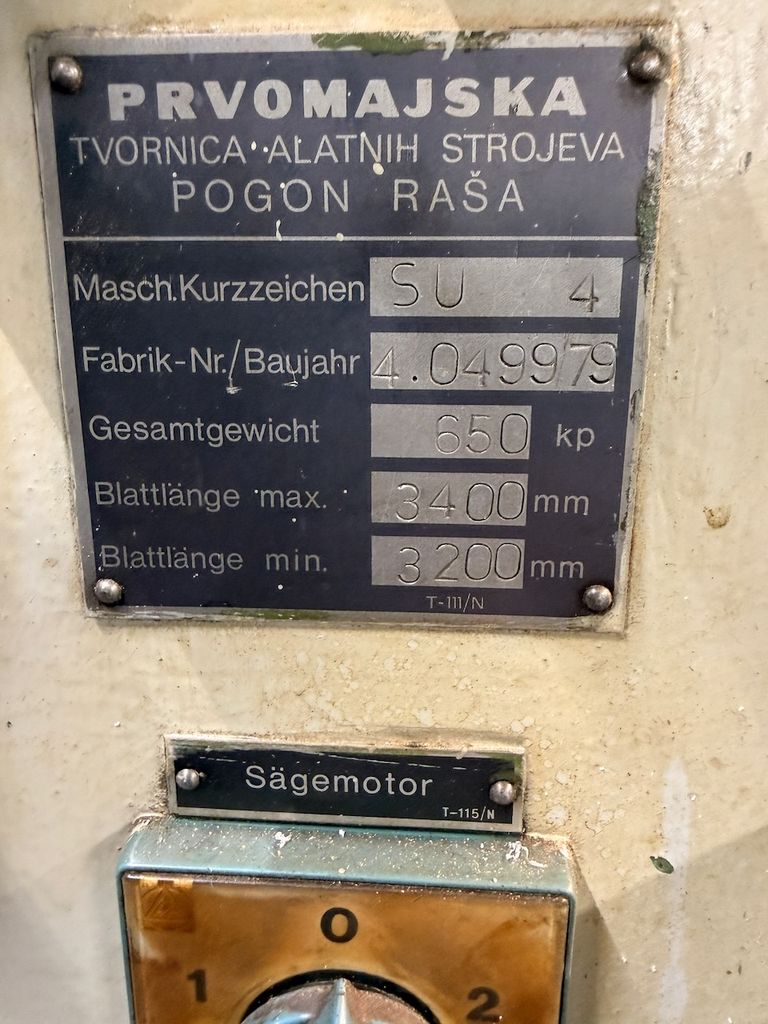 PRVOMAJSKA
TVORNICA ALATNIH STROJEVA
POGON RAŠA
Masch.Kurzzeichen SU 4
Fabrik-Nr./Baujahr 4.049979
Gesamtgewicht 650 kp
Blattlänge max. 3400 mm
Blattlänge min. 3200 mm
T-111/N
Sägemotor
T-115/N
0
1 2